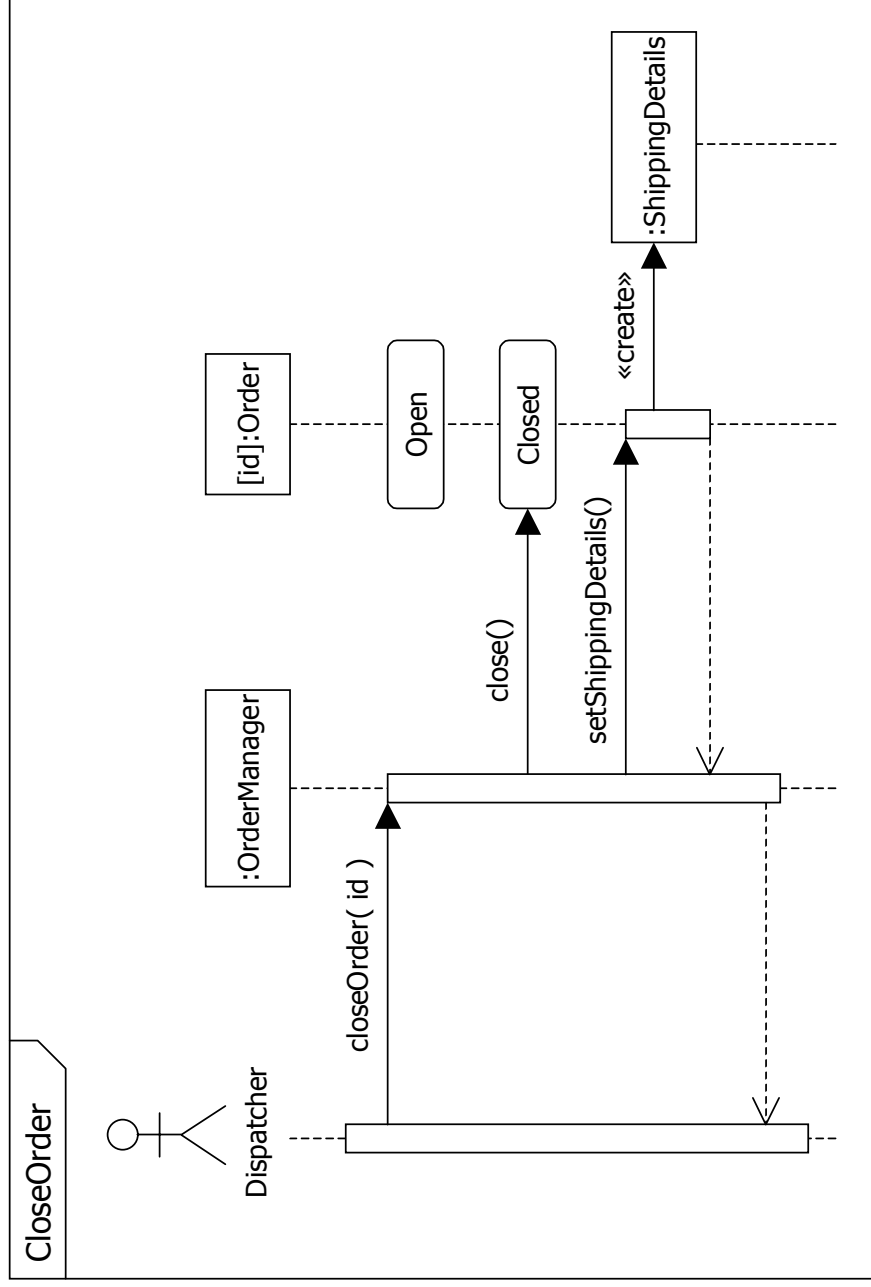 CloseOrder
Dispatcher
:OrderManager
[id]:Order
closeOrder( id )
Open
close()
Closed
setShippingDetails()
«create»
:ShippingDetails